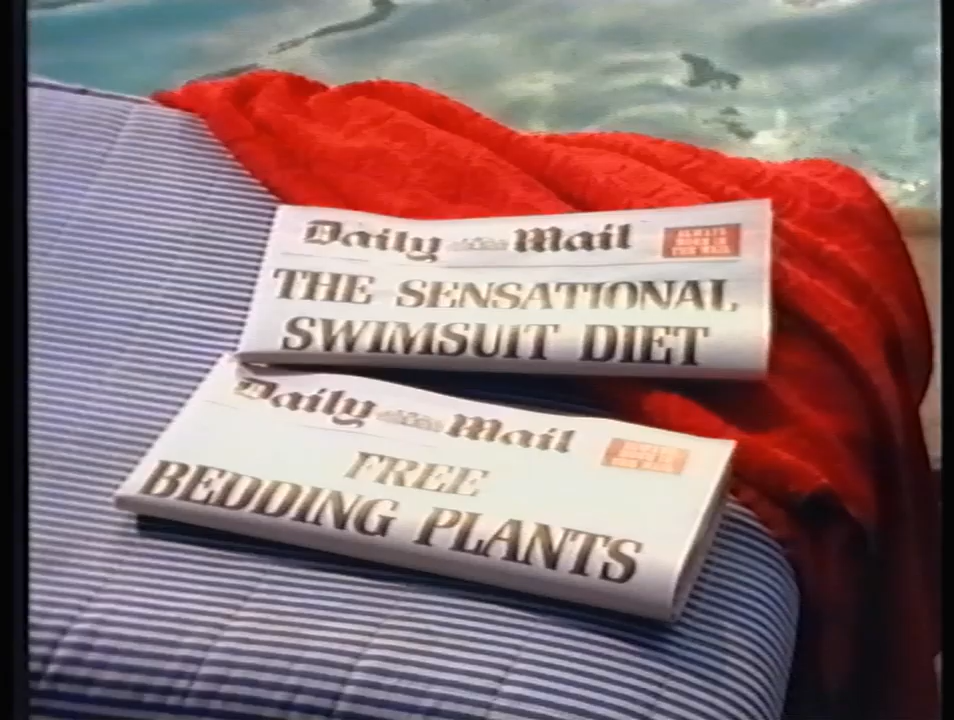 Daily Mail
THE SENSATIONAL
SWIMSUIT DIET
Daily Mail
FREE
BEDDING PLANTS